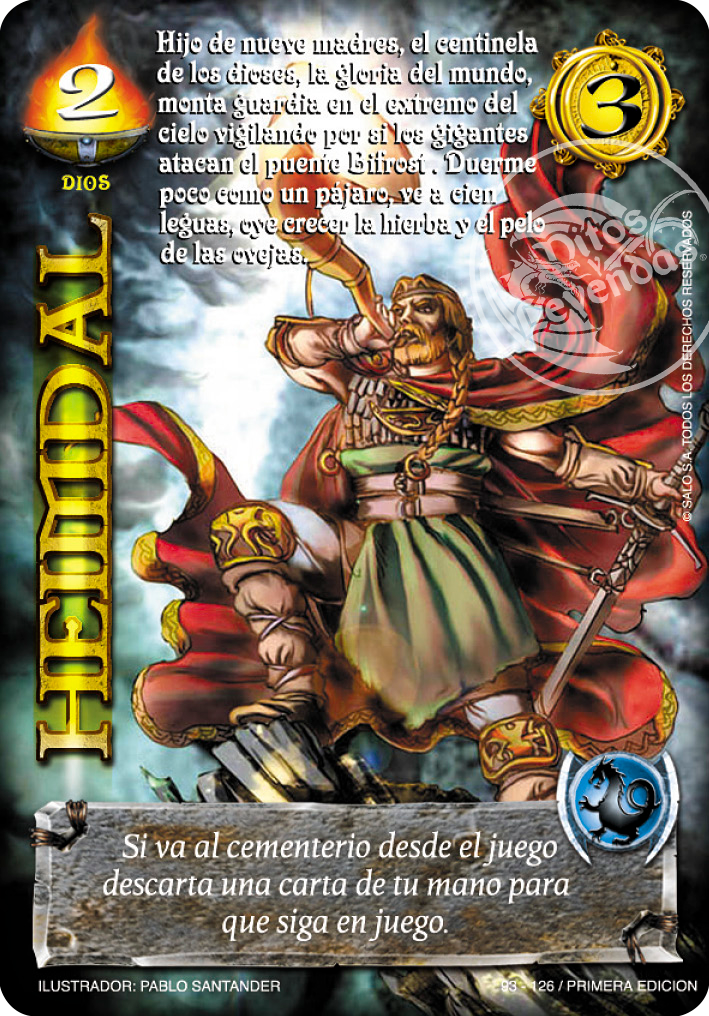 2
DIOS
Hijo de nueve madres, el centinela
de los dioses, la gloria del mundo,
monta guardia en el extremo del
cielo vigilando por si los gigantes
atacan el puente Bifrost . Duerme
poco como un pájaro, ve a cien
leguas, oye crecer la hierba y el pelo
de las ovejas.
3
Mitos
y Leyendas
®
© SALO S.A. TODOS LOS DERECHOS RESERVADOS
HEIMDAL
Si va al cementerio desde el juego
descarta una carta de tu mano para
que siga en juego.
ILUSTRADOR: PABLO SANTANDER
93 - 126 / PRIMERA EDICION